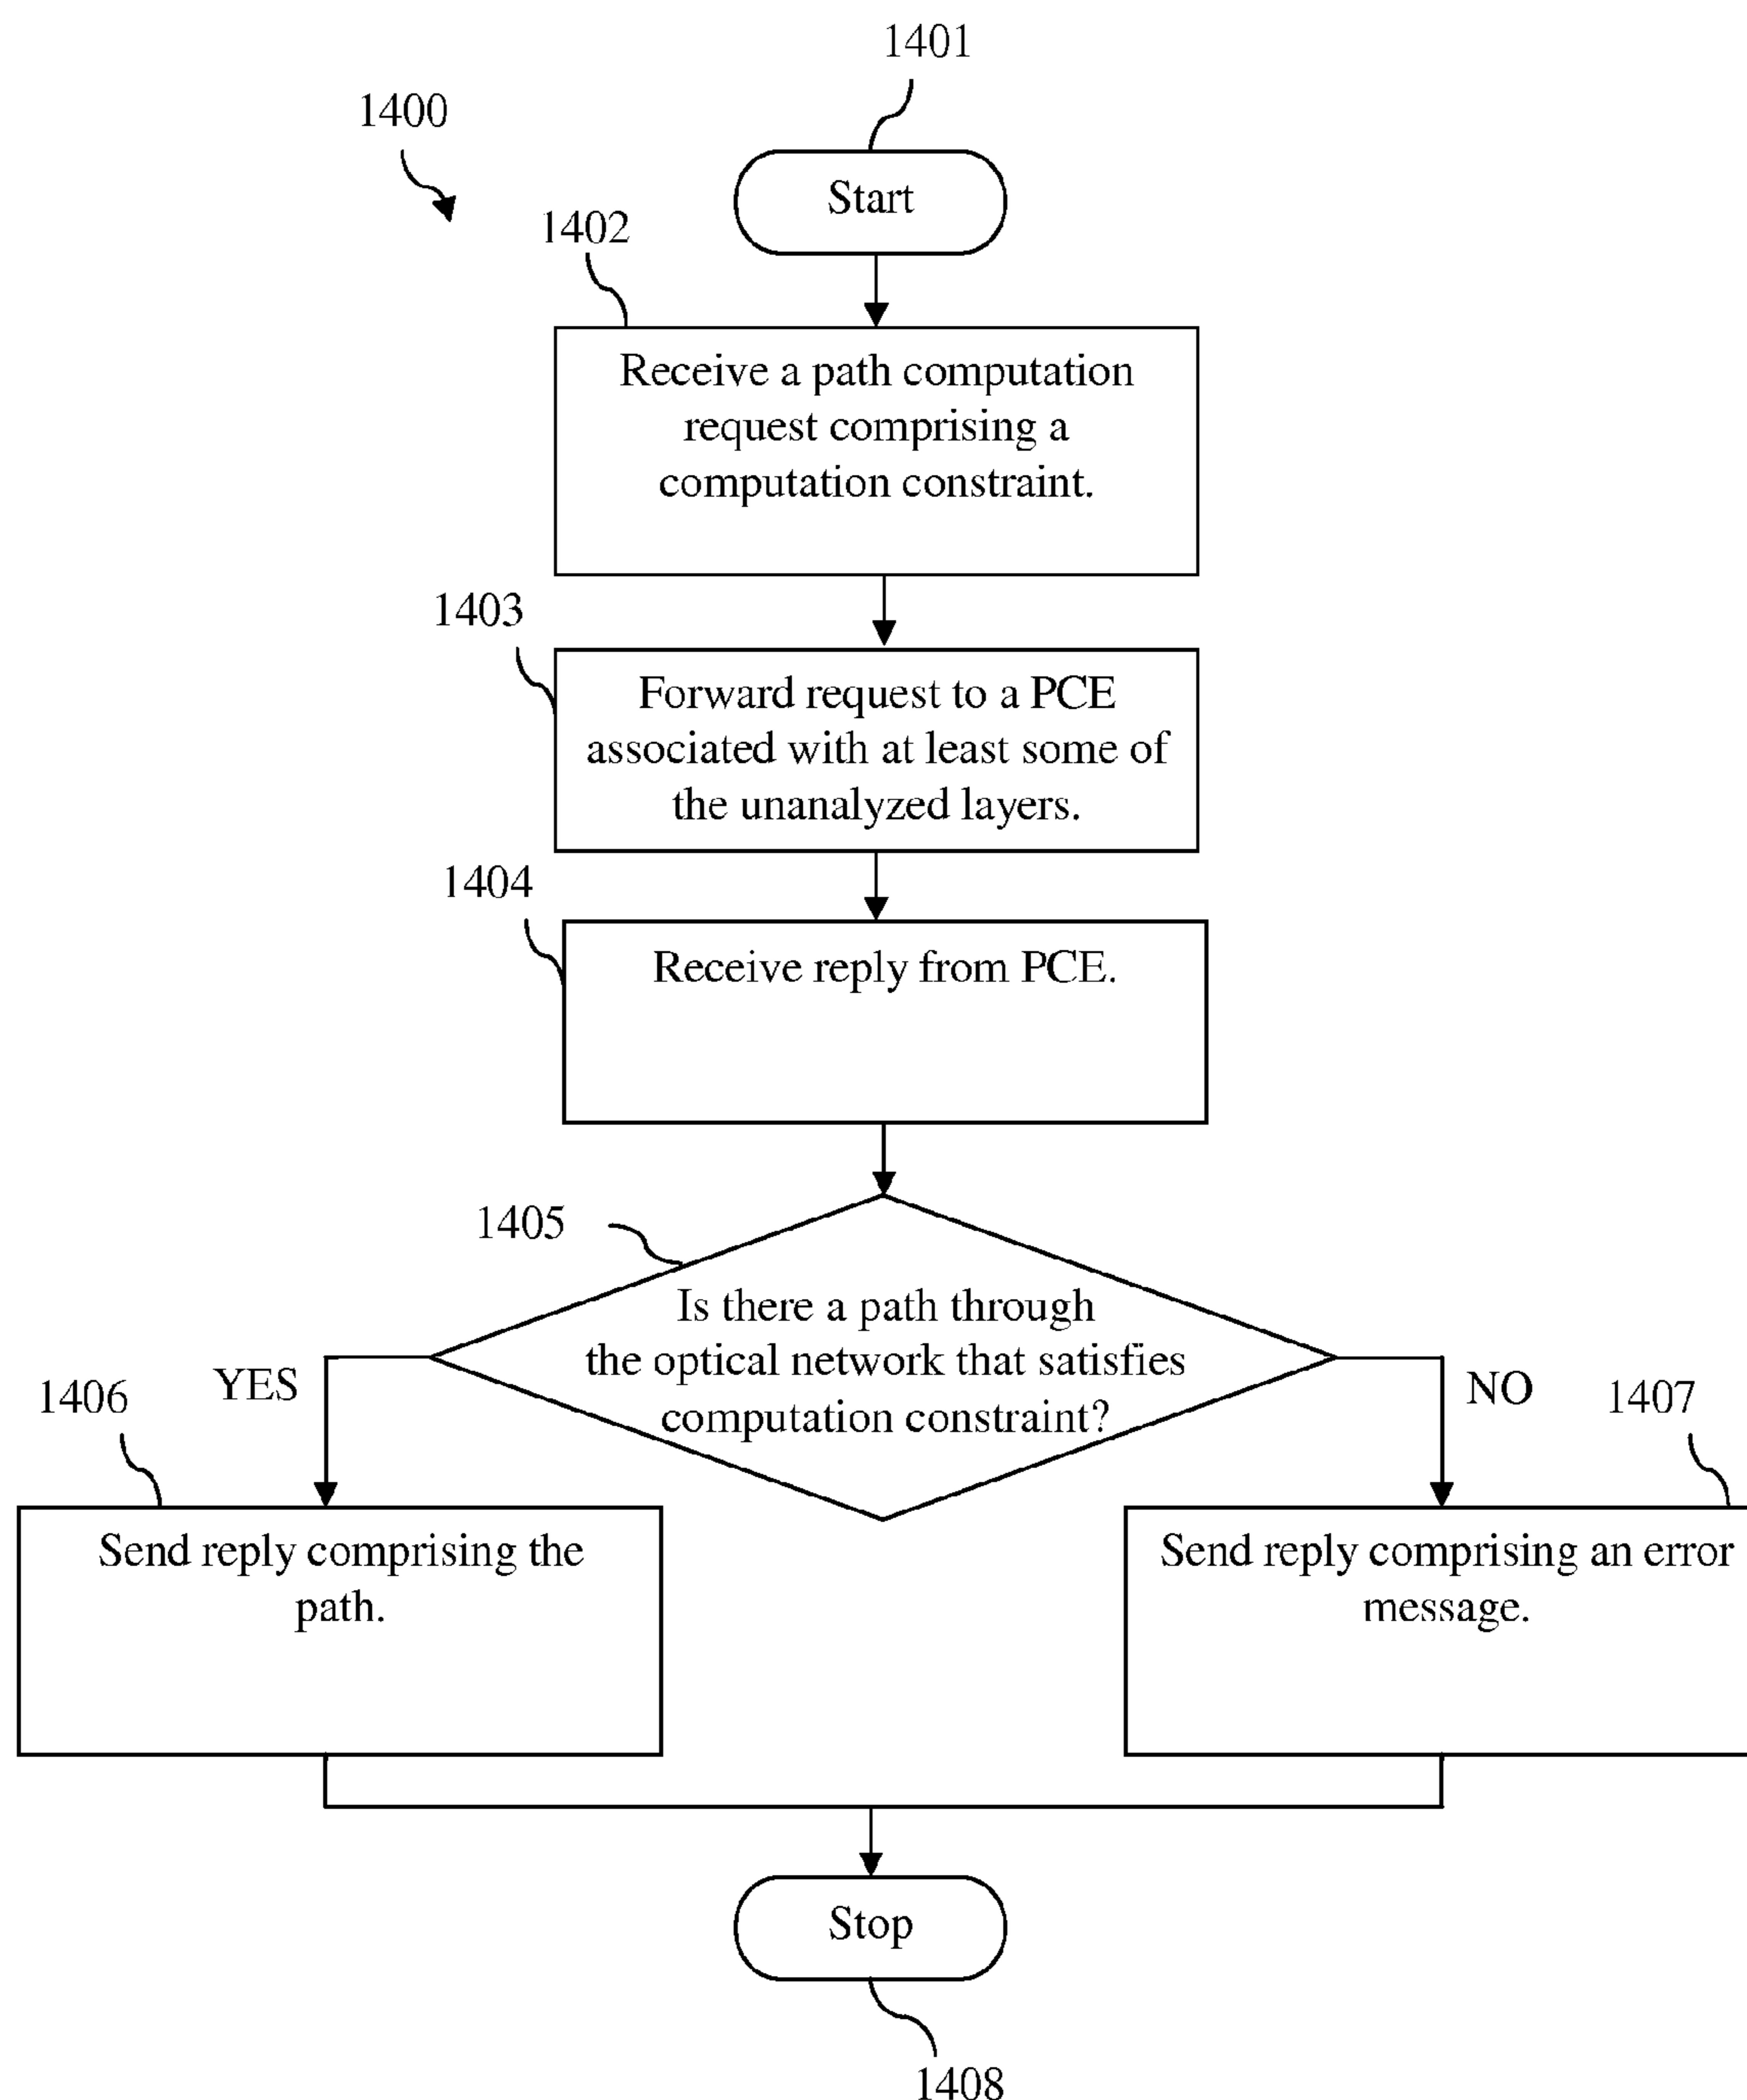 1401
1400
Start
1402
Receive a path computation
request comprising a
computation constraint.
1403
Forward request to a PCE
associated with at least some of
the unanalyzed layers.
1404
Receive reply from PCE.
1405
Is there a path through
the optical network that satisfies
computation constraint?
YES
NO
1406
1407
Send reply comprising the
path.
Send reply comprising an error
message.
Stop
1408